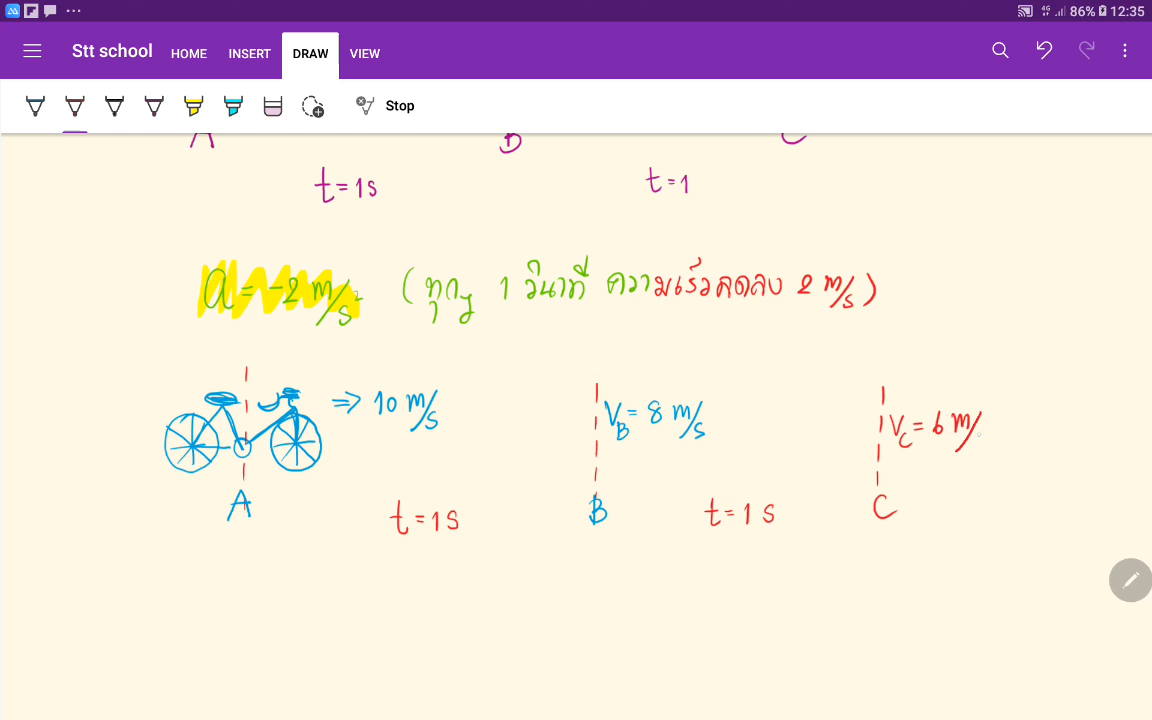 86% 12:35
Stt school HOME INSERT DRAW VIEW
Stop
A B C
t = 1 s t = 1
a = -2 m/s² (ทุกๆ 1 วินาที ความเร็วลดลง 2 m/s)
⇒ 10 m/s V_B = 8 m/s V_C = 6 m/
A B C
t = 1 s t = 1 s